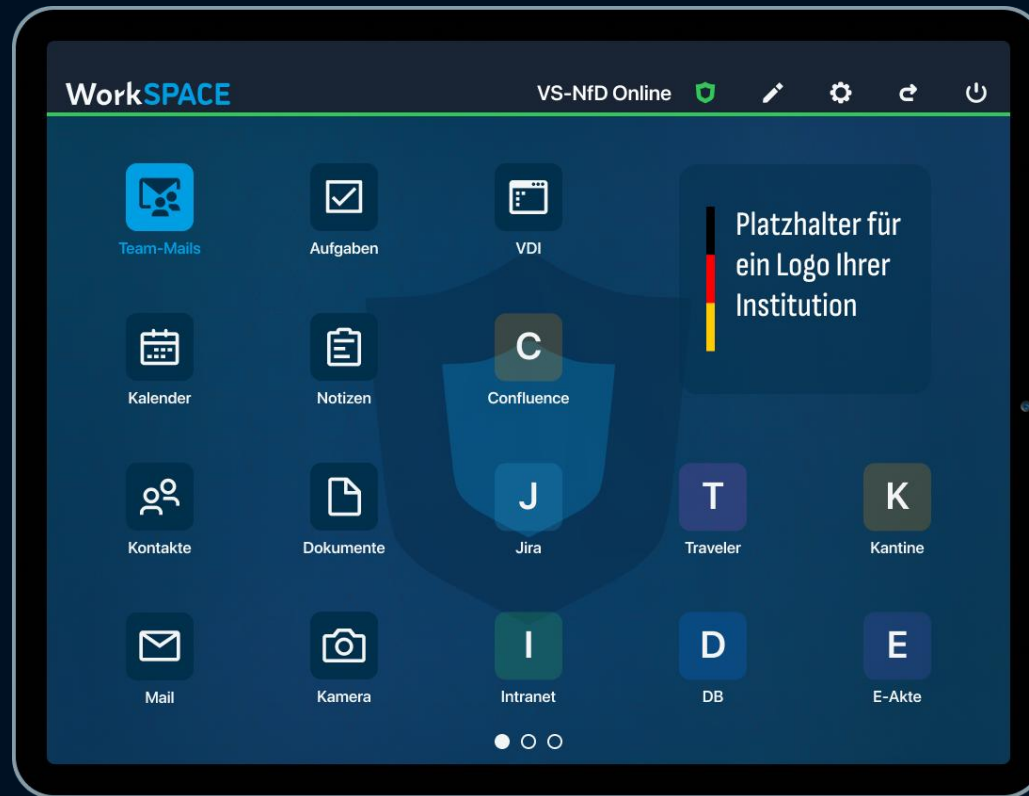 WorkSPACE
VS-NfD Online
Team-Mails
Aufgaben
VDI
Platzhalter für
ein Logo Ihrer
Institution
Kalender
Notizen
C
Confluence
Kontakte
Dokumente
J
Jira
T
Traveler
K
Kantine
Mail
Kamera
I
Intranet
D
DB
E
E-Akte